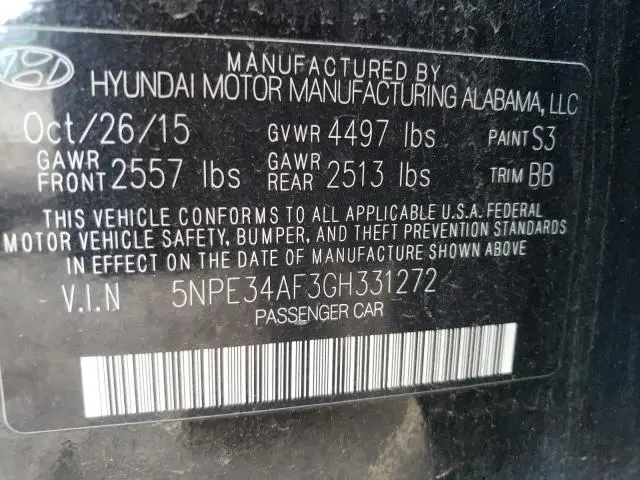 MANUFACTURED BY
HYUNDAI MOTOR MANUFACTURING ALABAMA, LLC
Oct/26/15 GVWR 4497 lbs PAINT S3
GAWR FRONT 2557 lbs GAWR REAR 2513 lbs TRIM BB
THIS VEHICLE CONFORMS TO ALL APPLICABLE U.S.A. FEDERAL
MOTOR VEHICLE SAFETY, BUMPER, AND THEFT PREVENTION STANDARDS
IN EFFECT ON THE DATE OF MANUFACTURE SHOWN ABOVE
V.I.N 5NPE34AF3GH331272
PASSENGER CAR